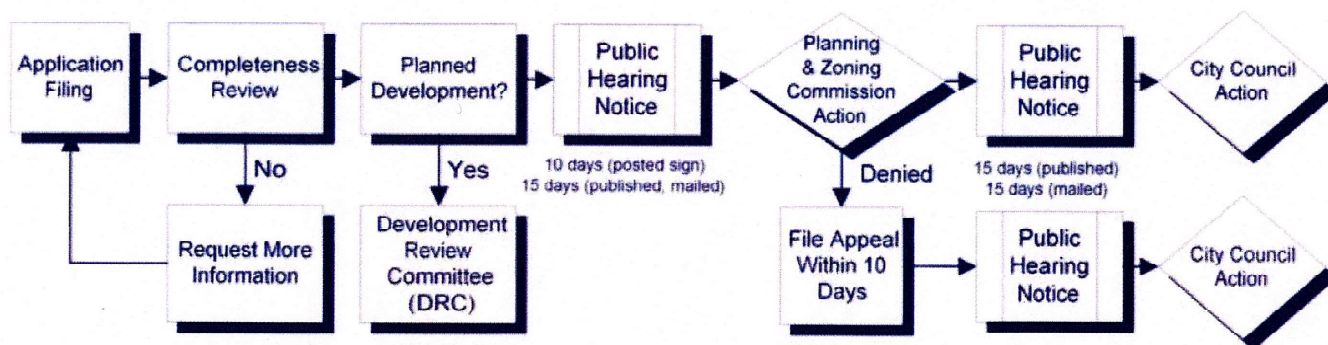 Application
Filing
Completeness
Review
Planned
Development?
Public
Hearing
Notice
Planning
& Zoning
Commission
Action
Public
Hearing
Notice
City Council
Action
No
Yes
10 days (posted sign)
15 days (published, mailed)
Denied
15 days (published)
15 days (mailed)
Request More
Information
Development
Review
Committee
(DRC)
File Appeal
Within 10
Days
Public
Hearing
Notice
City Council
Action